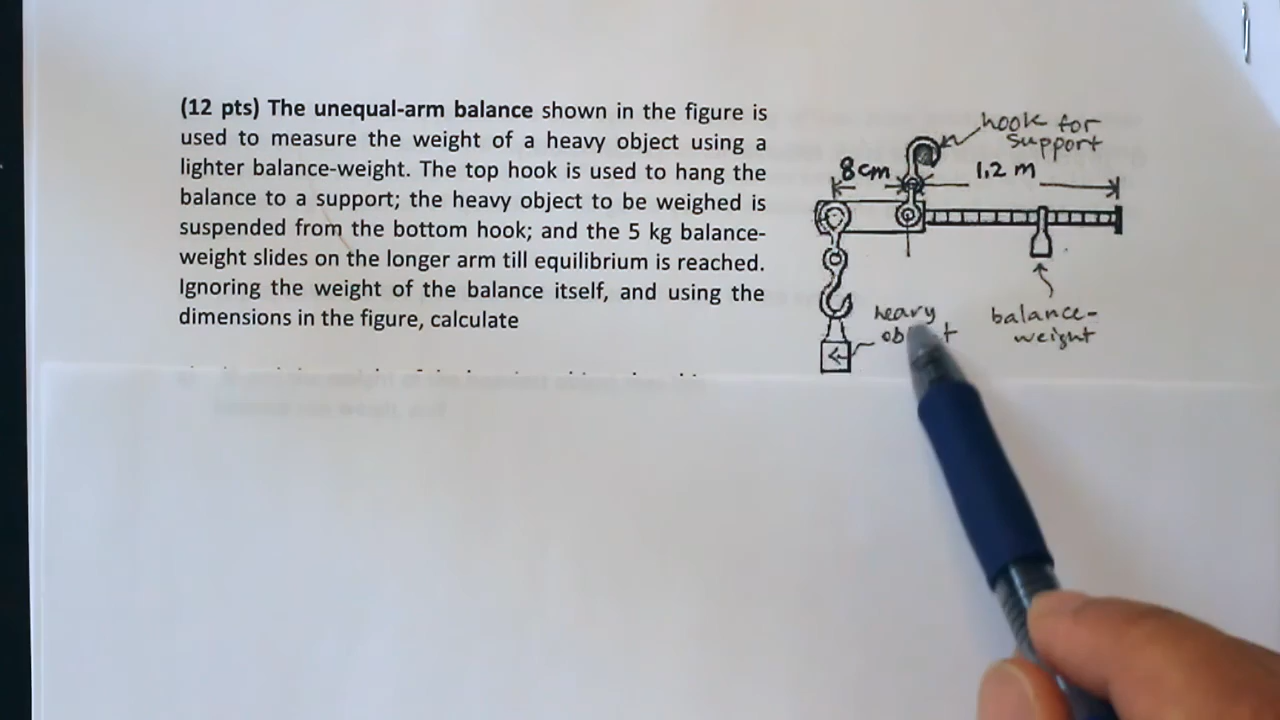 (12 pts) The unequal-arm balance shown in the figure is
used to measure the weight of a heavy object using a
lighter balance-weight. The top hook is used to hang the
balance to a support; the heavy object to be weighed is
suspended from the bottom hook; and the 5 kg balance-
weight slides on the longer arm till equilibrium is reached.
Ignoring the weight of the balance itself, and using the
dimensions in the figure, calculate
hook for
support
8cm
1.2 m
heavy
balance-
weight